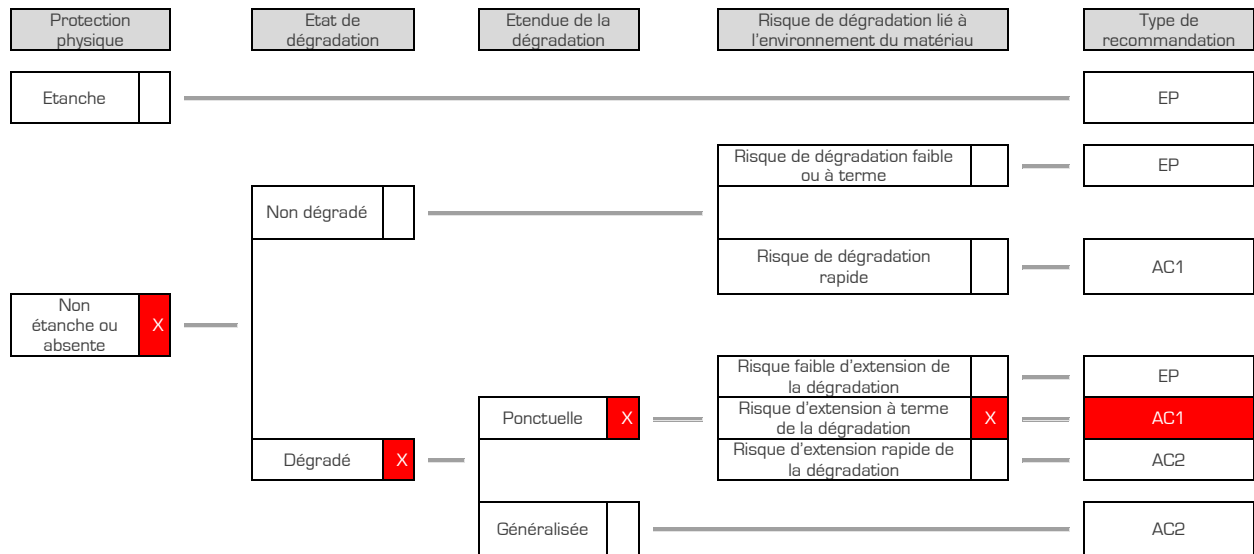 Protection
physique
Etat de
dégradation
Etendue de la
dégradation
Risque de dégradation lié à
l'environnement du matériau
Type de
recommandation
Etanche
EP
Risque de dégradation faible
ou à terme
EP
Non dégradé
Risque de dégradation
rapide
AC1
Non
étanche ou
absente
X
Risque faible d'extension de
la dégradation
EP
Ponctuelle
X
Risque d'extension à terme
de la dégradation
X
AC1
Dégradé
X
Risque d'extension rapide de
la dégradation
AC2
Généralisée
AC2